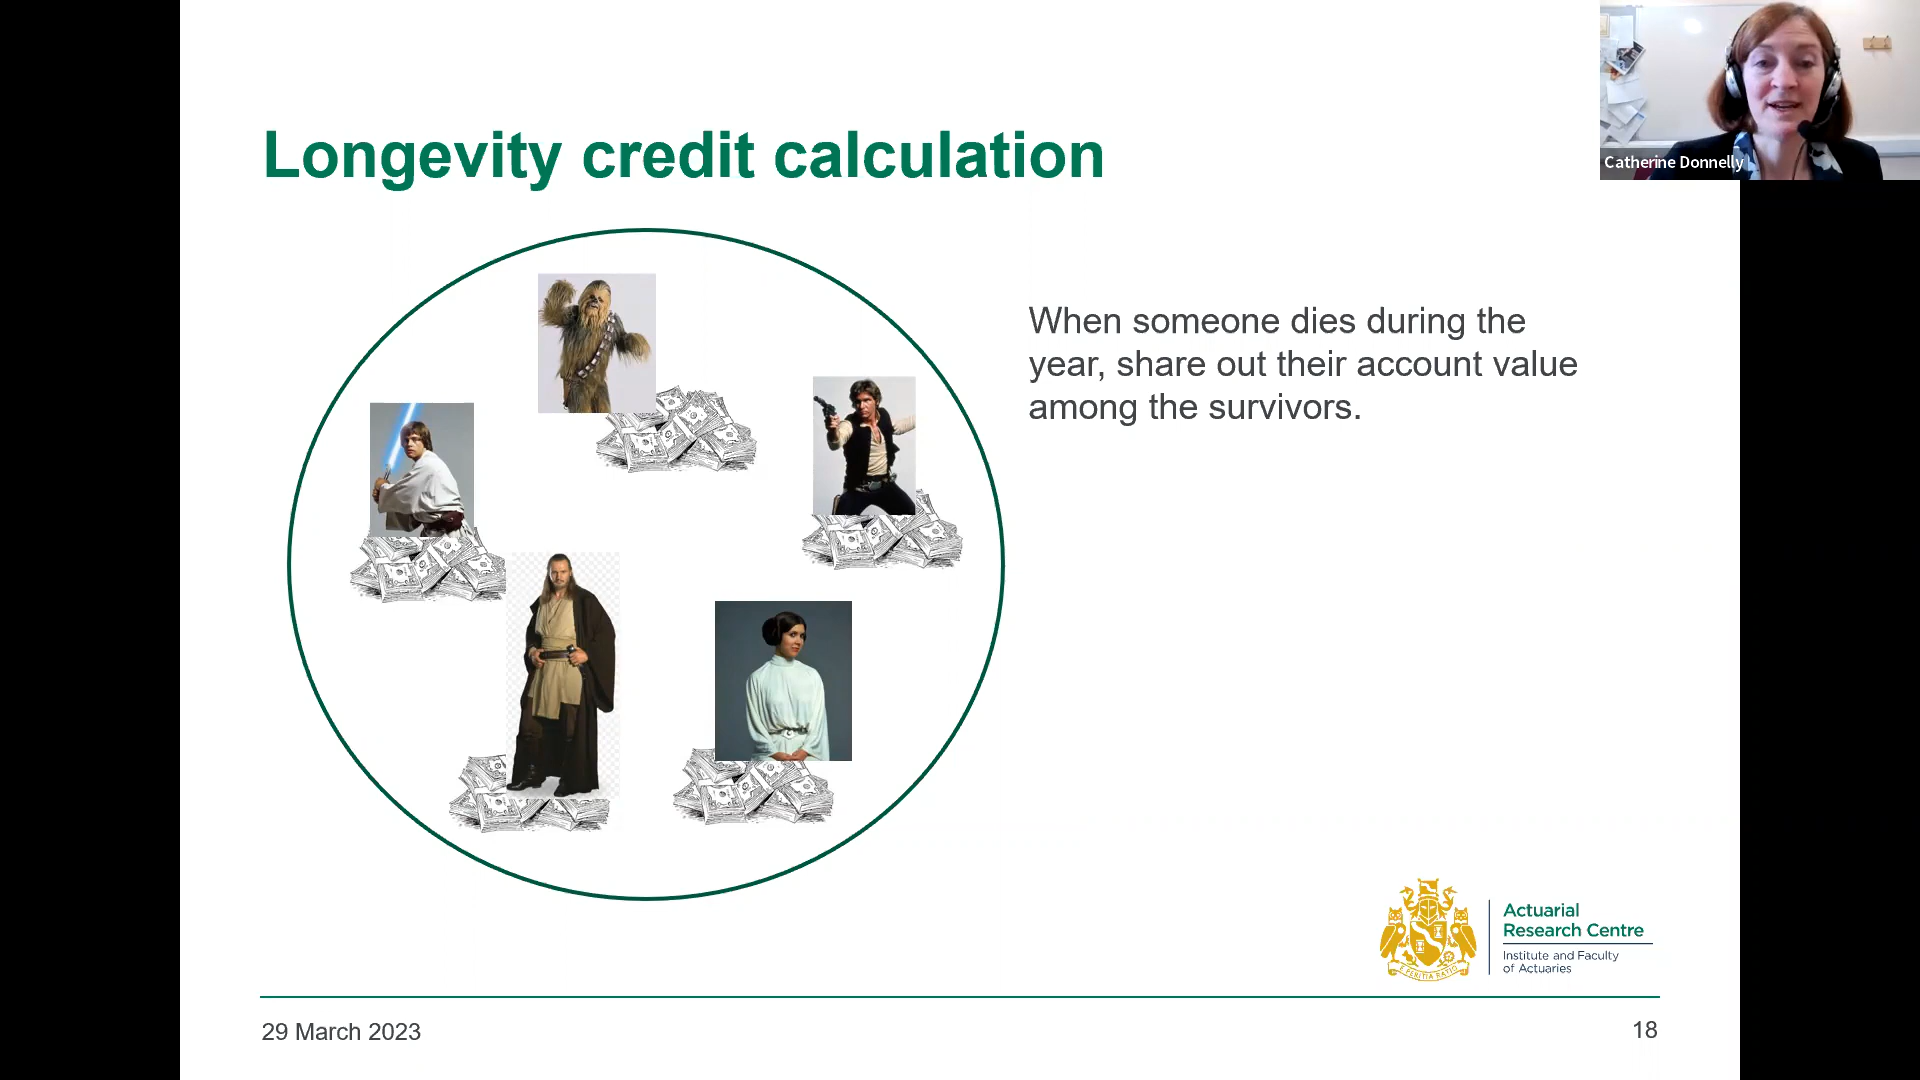 Longevity credit calculation
Catherine Donnelly
When someone dies during the
year, share out their account value
among the survivors.
Actuarial
Research Centre
Institute and Faculty
of Actuaries
29 March 2023
18